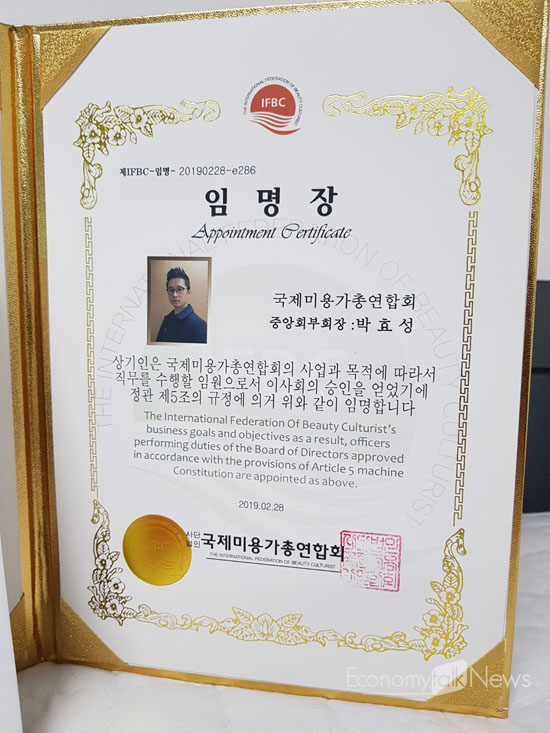 THE INTERNATIONAL FEDERATION OF BEAUTY CULTURIST
IFBC
제IFBC-임명- 20190228-e286
임 명 장
Appointment Certificate
국제미용가총연합회
중앙회부회장 : 박 효 성
상기인은 국제미용가총연합회의 사업과 목적에 따라서
직무를 수행할 임원으로서 이사회의 승인을 얻었기에
정관 제5조의 규정에 의거 위와 같이 임명합니다
The International Federation Of Beauty Culturist's
business goals and objectives as a result, officers
performing duties of the Board of Directors approved
in accordance with the provisions of Article 5 machine
Constitution are appointed as above.
2019.02.28
사단
법인 국제미용가총연합회
THE INTERNATIONAL FEDERATION OF BEAUTY CULTURIST
EconomytalkNews